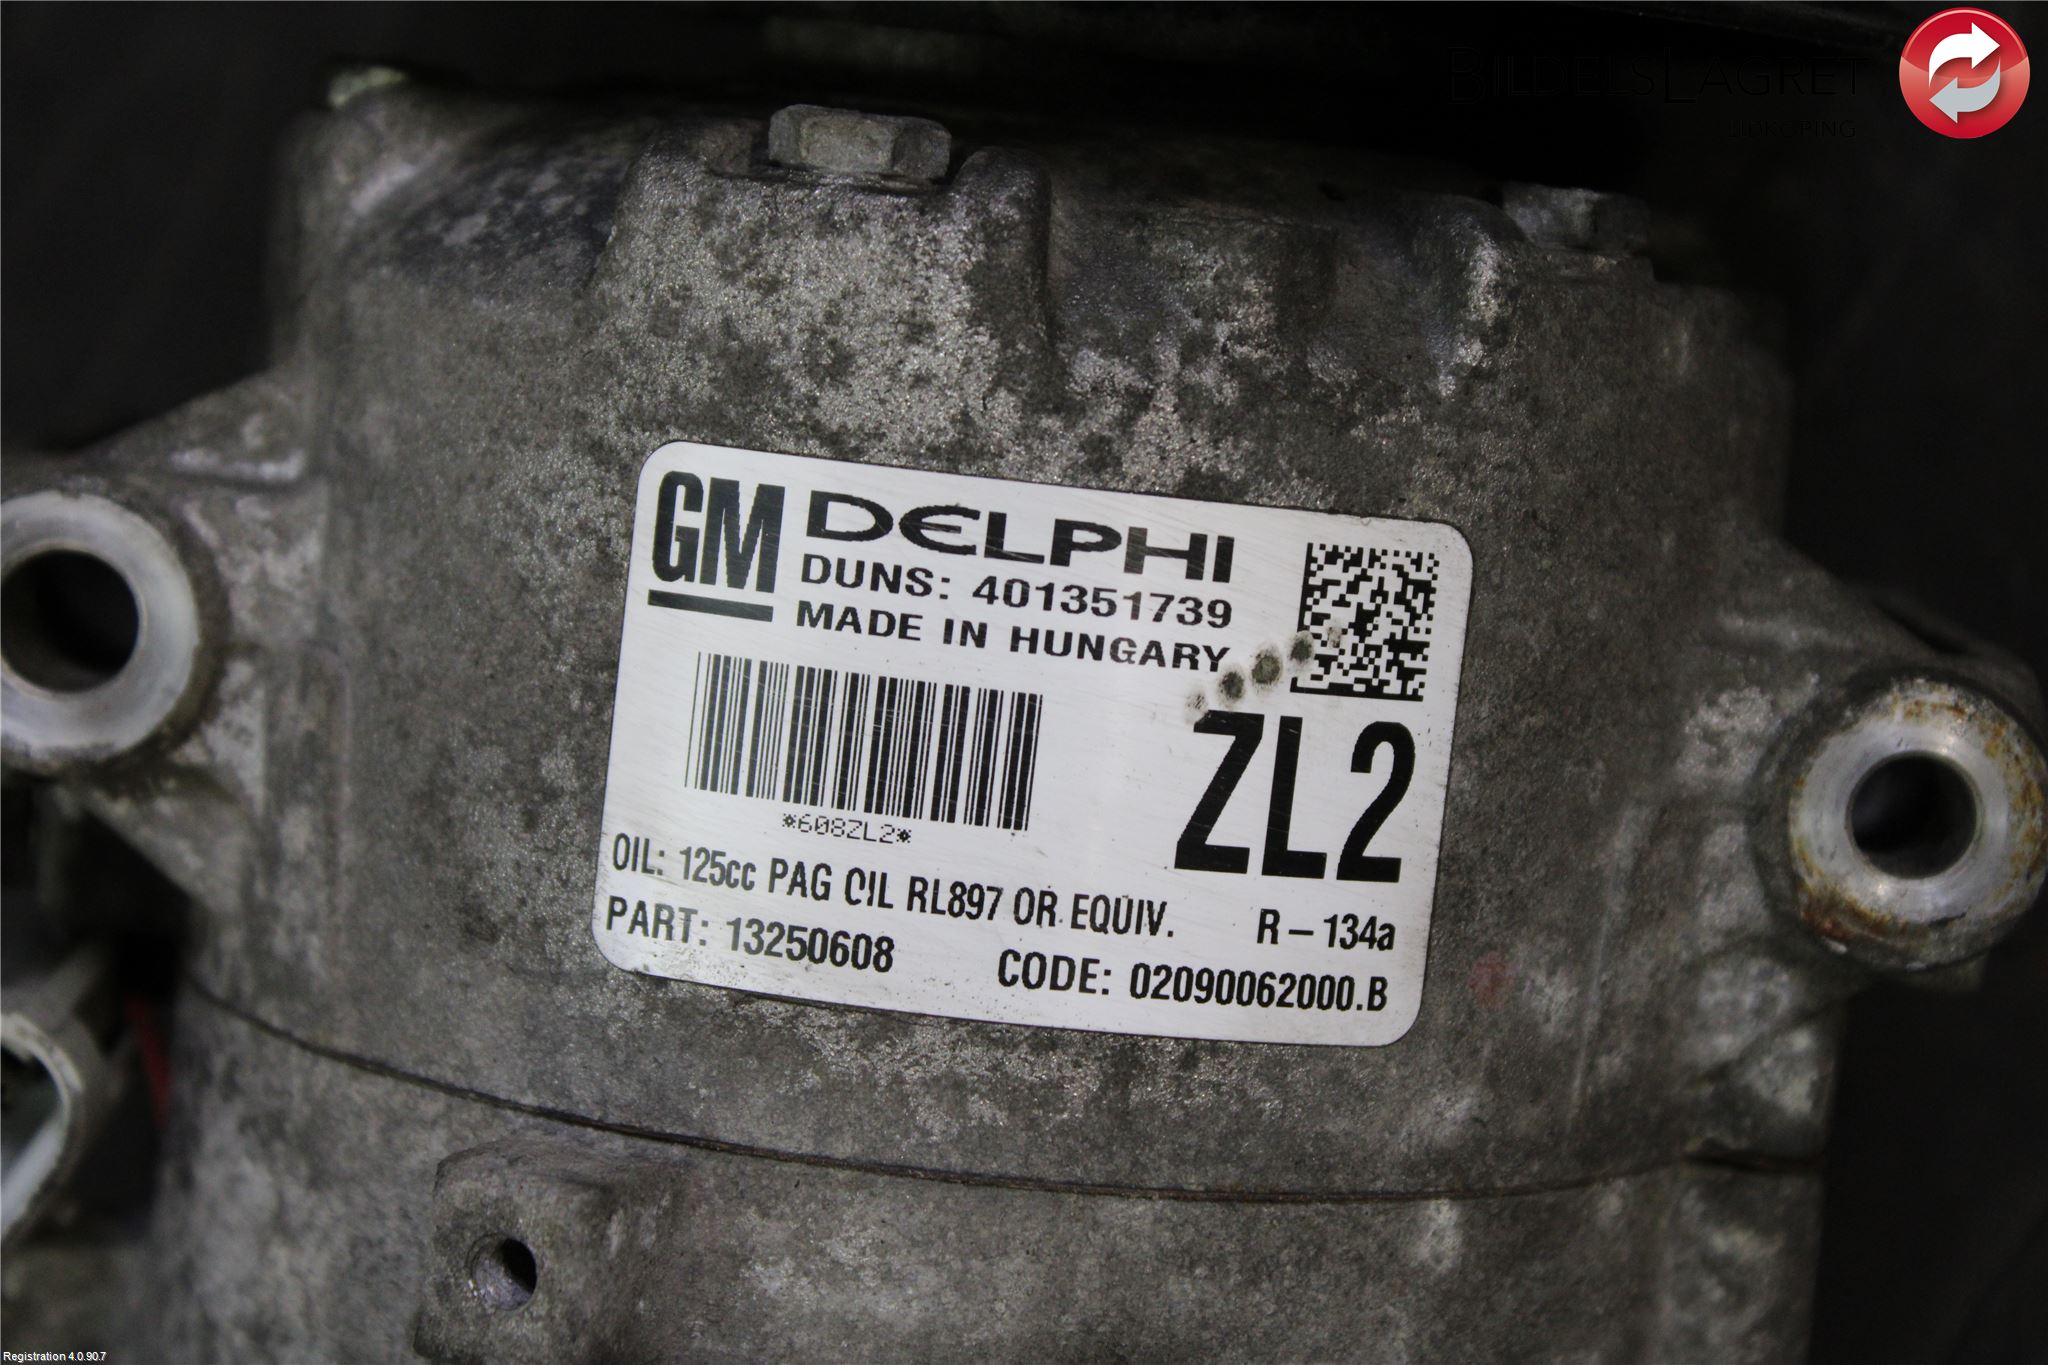 BILDELSLAGRET
LIDKÖPING
GM
DELPHI
DUNS: 401351739
MADE IN HUNGARY
*608ZL2*
ZL2
OIL: 125cc PAG OIL RL897 OR EQUIV. R-134a
PART: 13250608 CODE: 02090062000.B
Registration 4.0.90.7